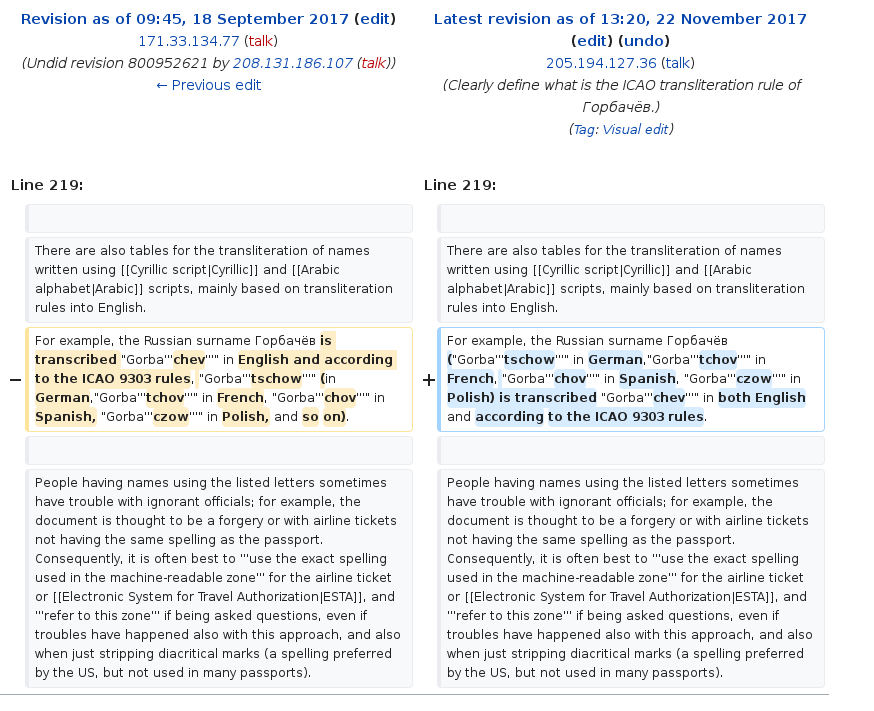 Revision as of 09:45, 18 September 2017 (edit)
171.33.134.77 (talk)
(Undid revision 800952621 by 208.131.186.107 (talk))
← Previous edit
Latest revision as of 13:20, 22 November 2017
(edit) (undo)
205.194.127.36 (talk)
(Clearly define what is the ICAO transliteration rule of
Горбачёв.)
(Tag: Visual edit)
Line 219:
There are also tables for the transliteration of names
written using [[Cyrillic script|Cyrillic]] and [[Arabic
alphabet|Arabic]] scripts, mainly based on transliteration
rules into English.
−
For example, the Russian surname Горбачёв is
transcribed "Gorba'''chev'''" in English and according
to the ICAO 9303 rules, "Gorba'''tschow'''" (in
German,"Gorba'''tchov'''" in French, "Gorba'''chov'''" in
Spanish, "Gorba'''czow'''" in Polish, and so on).
People having names using the listed letters sometimes
have trouble with ignorant officials; for example, the
document is thought to be a forgery or with airline tickets
not having the same spelling as the passport.
Consequently, it is often best to '''use the exact spelling
used in the machine-readable zone''' for the airline ticket
or [[Electronic System for Travel Authorization|ESTA]], and
'''refer to this zone''' if being asked questions, even if
troubles have happened also with this approach, and also
when just stripping diacritical marks (a spelling preferred
by the US, but not used in many passports).
Line 219:
There are also tables for the transliteration of names
written using [[Cyrillic script|Cyrillic]] and [[Arabic
alphabet|Arabic]] scripts, mainly based on transliteration
rules into English.
+
For example, the Russian surname Горбачёв
("Gorba'''tschow'''" in German,"Gorba'''tchov'''" in
French, "Gorba'''chov'''" in Spanish, "Gorba'''czow'''" in
Polish) is transcribed "Gorba'''chev'''" in both English
and according to the ICAO 9303 rules.
People having names using the listed letters sometimes
have trouble with ignorant officials; for example, the
document is thought to be a forgery or with airline tickets
not having the same spelling as the passport.
Consequently, it is often best to '''use the exact spelling
used in the machine-readable zone''' for the airline ticket
or [[Electronic System for Travel Authorization|ESTA]], and
'''refer to this zone''' if being asked questions, even if
troubles have happened also with this approach, and also
when just stripping diacritical marks (a spelling preferred
by the US, but not used in many passports).